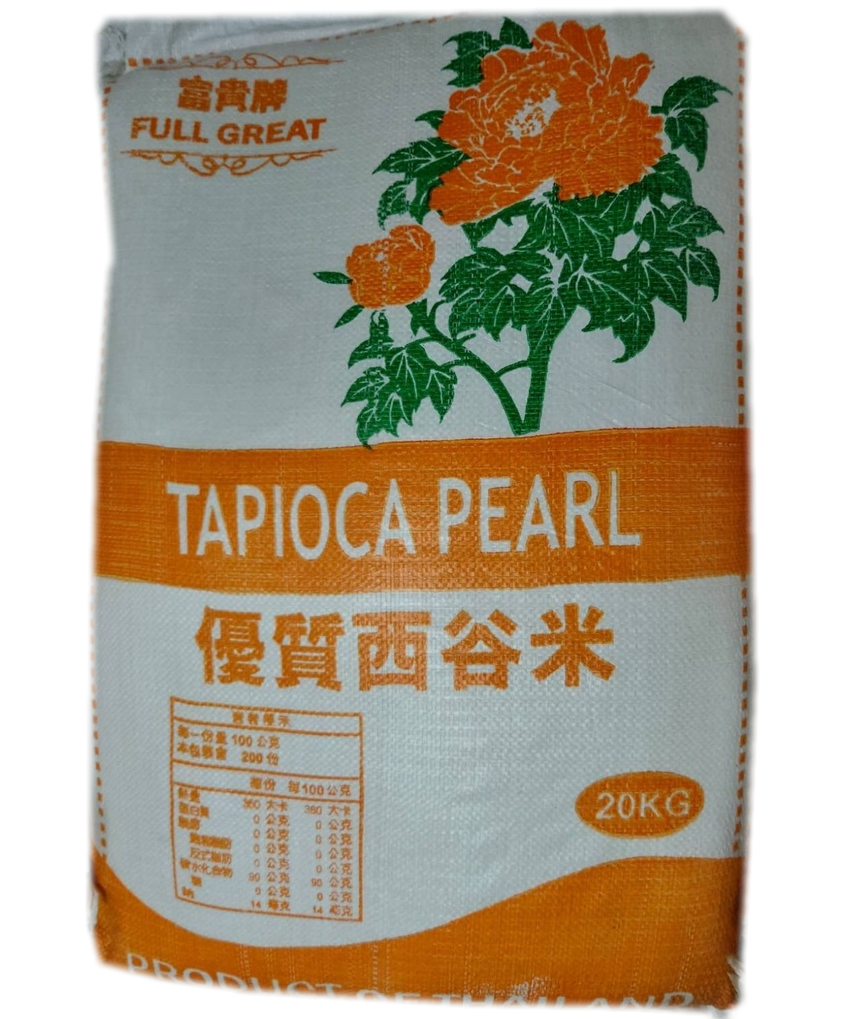 富貴牌
FULL GREAT
TAPIOCA PEARL
優質西谷米
每一份量 100 公克
本包裝含 200 份
每份 每100公克
熱量 360 大卡 360 大卡
蛋白質 0 公克 0 公克
脂肪 0 公克 0 公克
飽和脂肪 0 公克 0 公克
反式脂肪 0 公克 0 公克
碳水化合物 90 公克 90 公克
糖 0 公克 0 公克
鈉 14 毫克 14 毫克
20KG
PRODUCT OF THAILAND